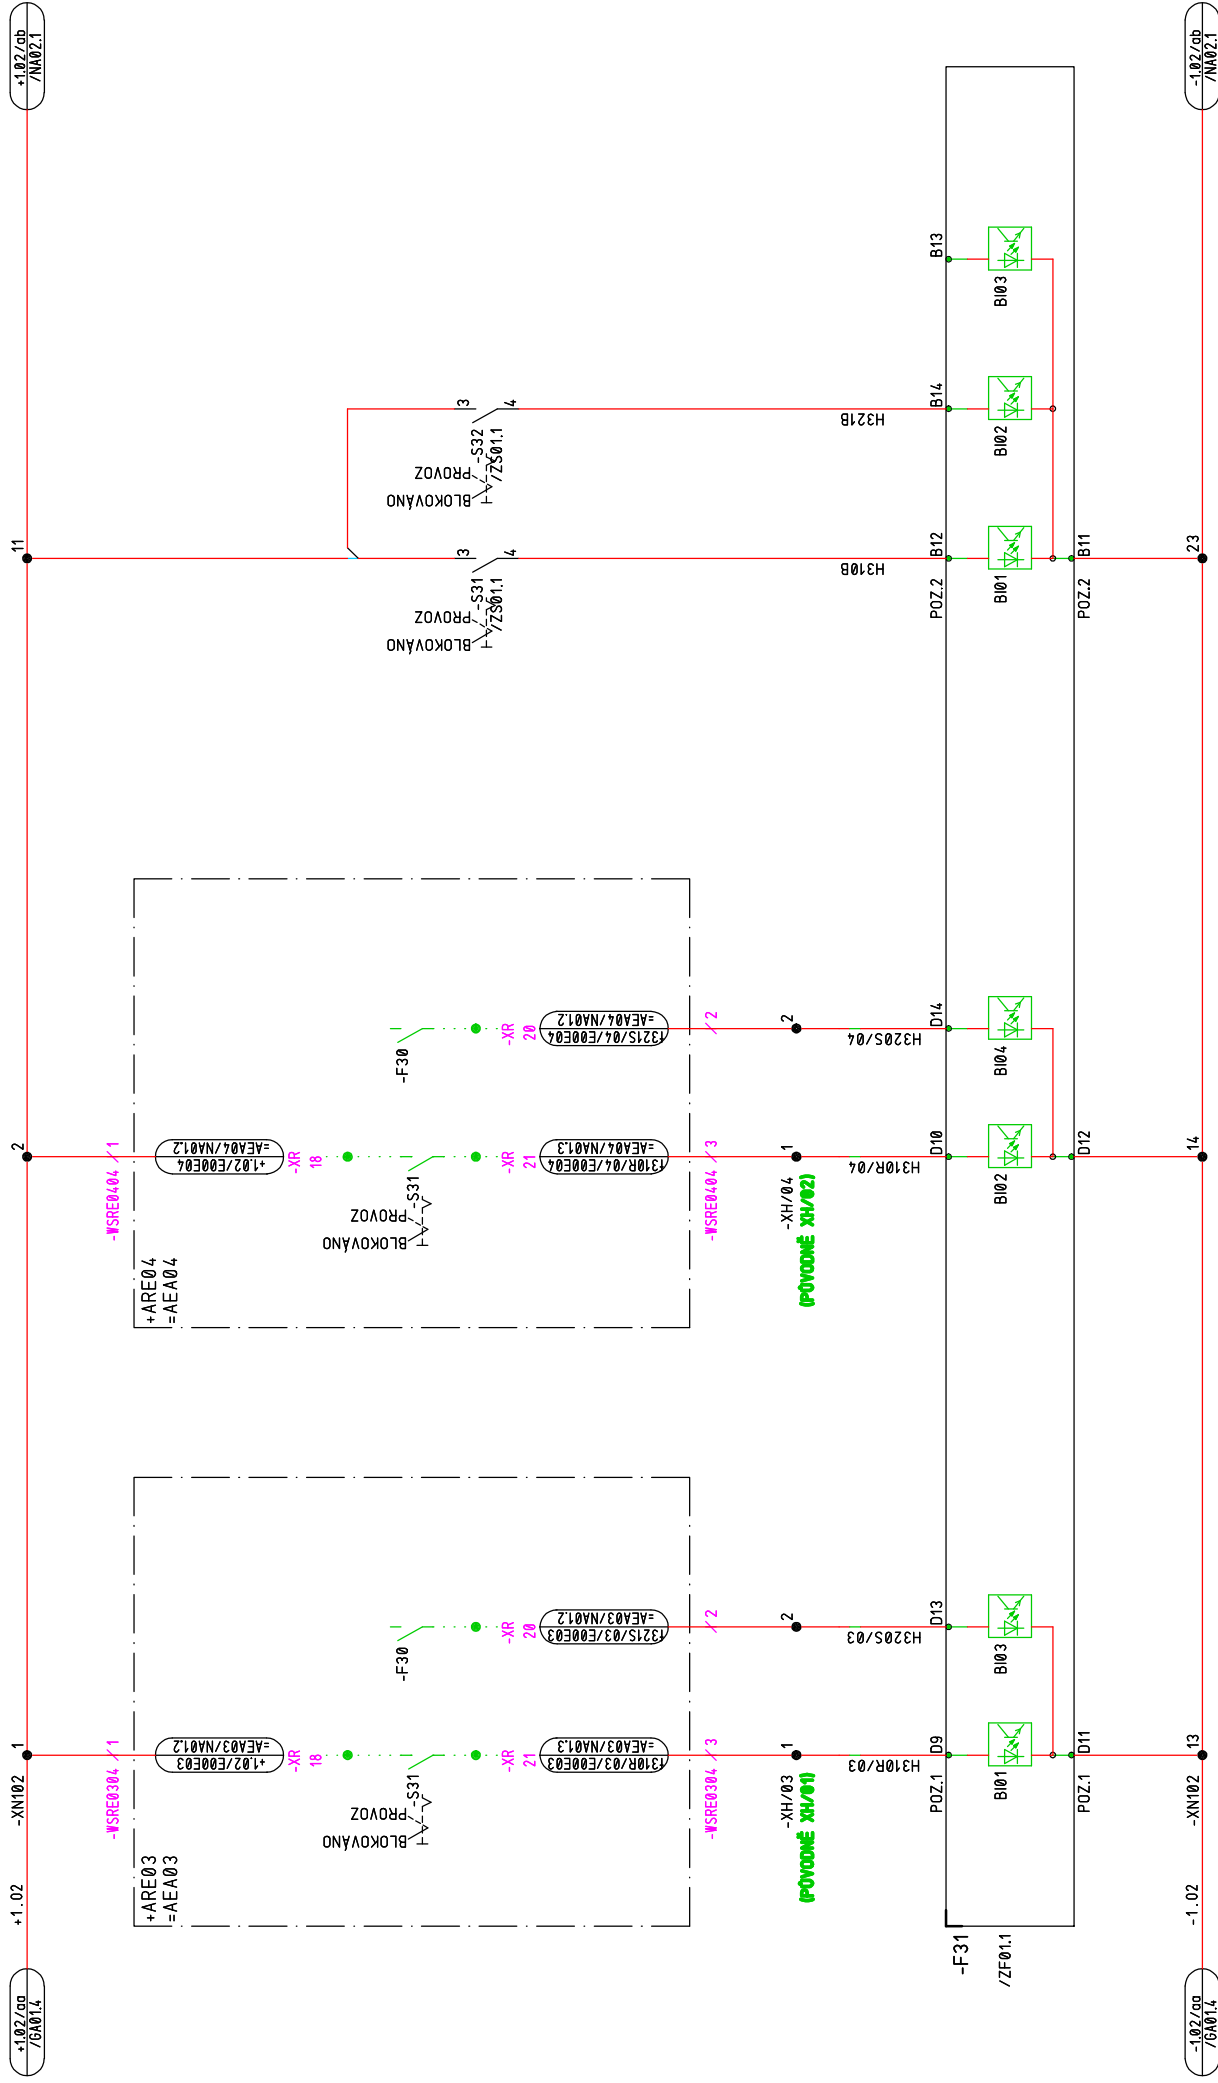 +1.02/aa
/GA01.4
+1.02
-XN102
1
2
11
+1.02/ab
/NA02.1
-WSRE0304
1
-WSRE0404
1
+ARE03
=AEA03
+1.02/E00E03
=AEA03/NA01.2
-XR
18
BLOKOVÁNO
PROVOZ
-S31
-F30
-XR
21
-XR
20
H310R/03/E00E03
=AEA03/NA01.3
H321S/03/E00E03
=AEA03/NA01.2
-WSRE0304
3
2
-XH/03
1
2
(PŮVODNĚ XH/01)
H310R/03
H320S/03
+ARE04
=AEA04
+1.02/E00E04
=AEA04/NA01.2
-XR
18
BLOKOVÁNO
PROVOZ
-S31
-F30
-XR
21
-XR
20
H310R/04/E00E04
=AEA04/NA01.3
H321S/04/E00E04
=AEA04/NA01.2
-WSRE0404
3
2
-XH/04
1
2
(PŮVODNĚ XH/02)
H310R/04
H320S/04
BLOKOVÁNO
PROVOZ
-S31
/ZS01.1
3
4
H310B
BLOKOVÁNO
PROVOZ
-S32
/ZS01.1
3
4
H321B
-F31
/ZF01.1
POZ.1
D9
D13
D10
D14
POZ.2
B12
B14
B13
BI01
BI03
BI02
BI04
BI01
BI02
BI03
POZ.1
D11
D12
POZ.2
B11
-1.02/aa
/GA01.4
-1.02
-XN102
13
14
23
-1.02/ab
/NA02.1